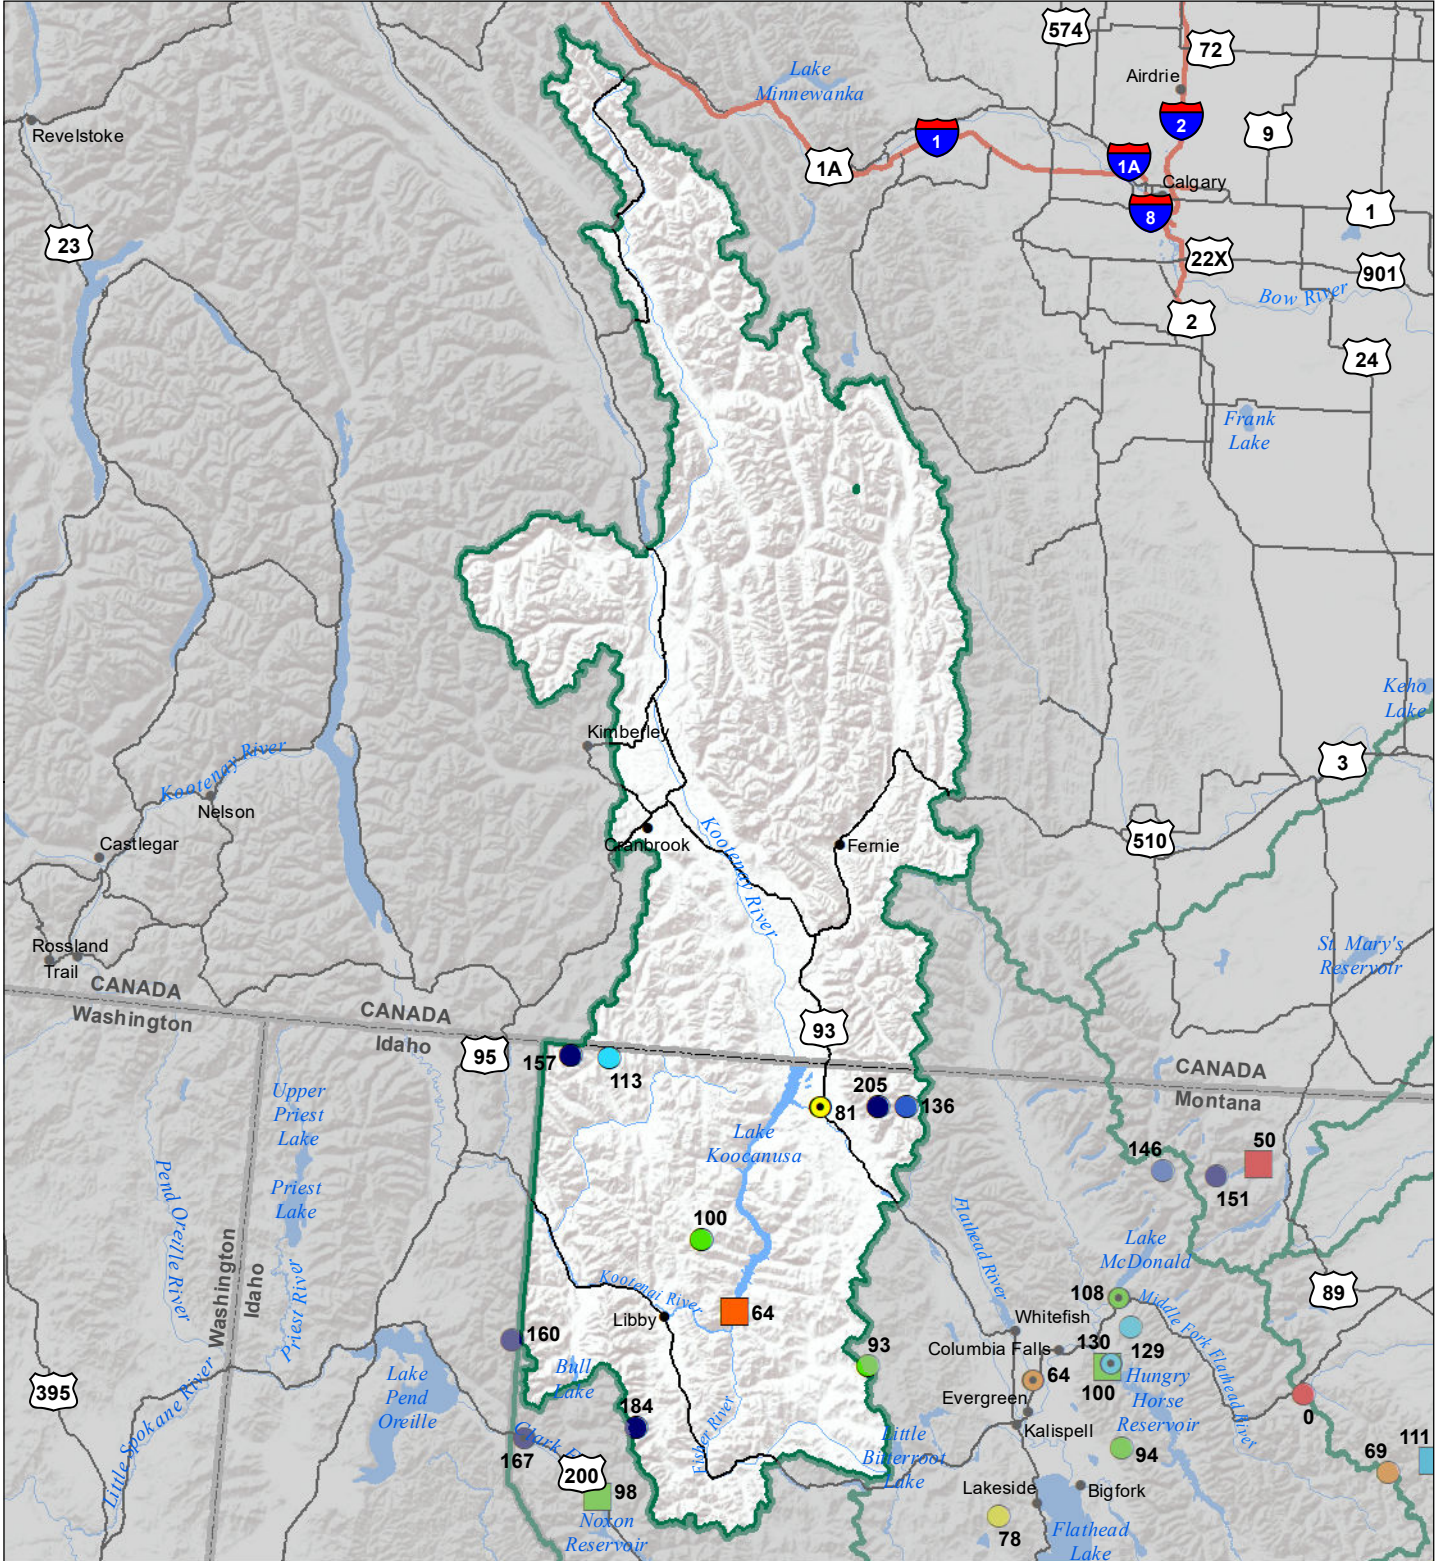 574
72
Airdrie
Lake
Minnewanka
2
9
Revelstoke
1
1A
1A
Calgary
8
1
23
22X
901
Bow River
2
24
Frank
Lake
Keho
Lake
Kimberley
Kootenay River
3
Nelson
Castlegar
Cranbrook
Kootenay River
Fernie
510
Rossland
Trail
St. Mary's
Reservoir
CANADA
Washington
CANADA
Idaho
95
93
157
113
CANADA
Montana
205
81
136
Upper
Priest
Lake
Lake
Koocanusa
146
50
151
Priest
Lake
Pend Oreille River
Flathead River
100
Lake
McDonald
Washington
Idaho
Priest River
Kootenai River
64
Libby
108
Middle Fork Flathead River
89
Whitefish
160
93
Columbia Falls
130
129
64
100
Hungry
Horse
Reservoir
Bull
Lake
Lake
Pend
Oreille
395
Evergreen
0
184
Kalispell
Little Spokane River
Clark F
Fisher River
Little
Bitterroot
Lake
167
200
98
94
69
111
Lakeside
Bigfork
Noxon
Reservoir
78
Flathead
Lake